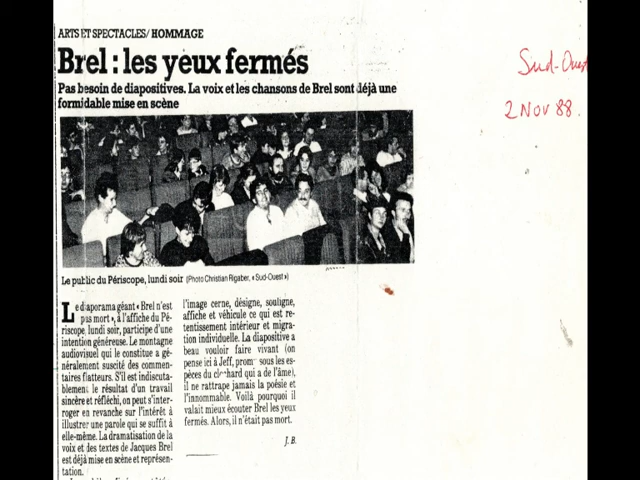 ARTS ET SPECTACLES/ HOMMAGE
Brel : les yeux fermés
Pas besoin de diapositives. La voix et les chansons de Brel sont déjà une
formidable mise en scène
Sud-Ouest
2 NOV 88.
Le public du Périscope, lundi soir (Photo Christian Rigaber, « Sud-Ouest »)
Le diaporama géant « Brel n'est
pas mort », à l'affiche du Pé-
riscope, lundi soir, participe d'une
intention généreuse. Le montage
audiovisuel qui le constitue a gé-
néralement suscité des commen-
taires flatteurs. S'il est indiscuta-
blement le résultat d'un travail
sincère et réfléchi, on peut s'inter-
roger en revanche sur l'intérêt à
illustrer une parole qui se suffit à
elle-même. La dramatisation de la
voix et des textes de Jacques Brel
est déjà mise en scène et représen-
tation.
l'image cerne, désigne, souligne,
affiche et véhicule ce qui est re-
tentissement intérieur et migra-
tion individuelle. La diapositive a
beau vouloir faire vivant (on
pense ici à Jeff, prom sous les es-
pèces du hard qui a de l'âme),
il ne rattrape jamais la poésie et
l'innommable. Voilà pourquoi il
valait mieux écouter Brel les yeux
fermés. Alors, il n'était pas mort.
J. B.